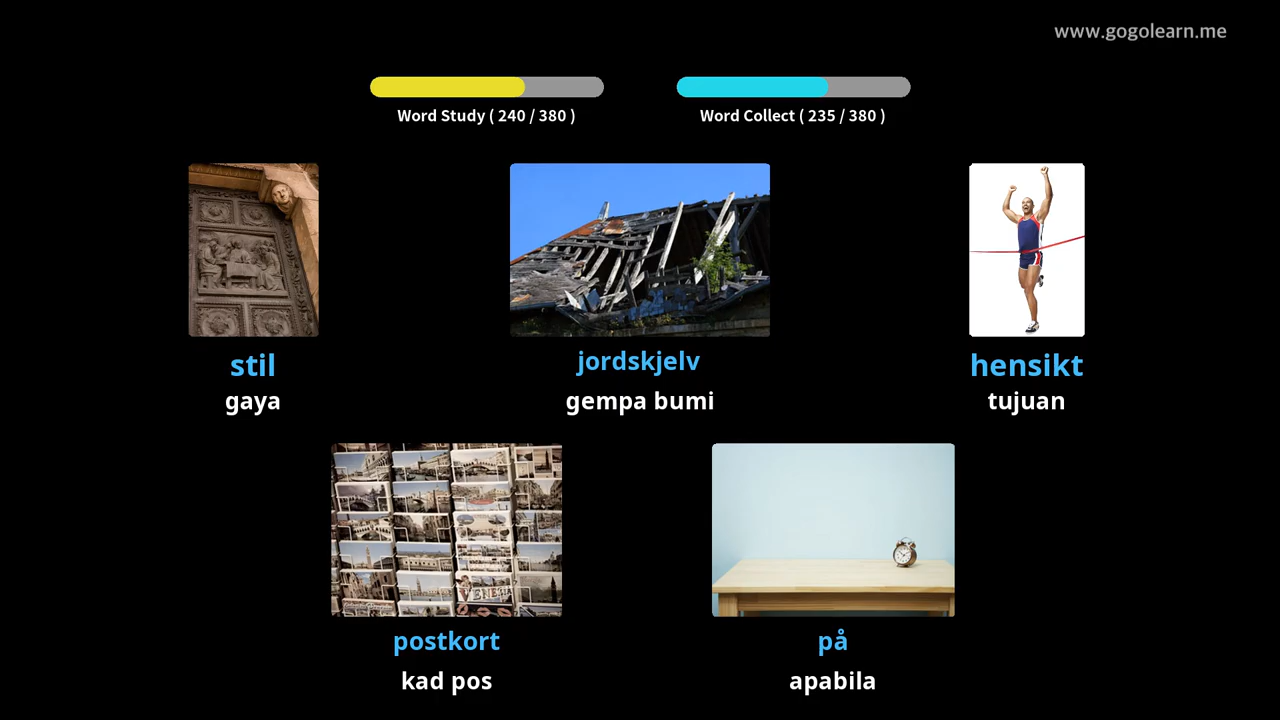 www.gogolearn.me
Word Study ( 240 / 380 )
Word Collect ( 235 / 380 )
stil
gaya
jordskjelv
gempa bumi
hensikt
tujuan
postkort
kad pos
på
apabila